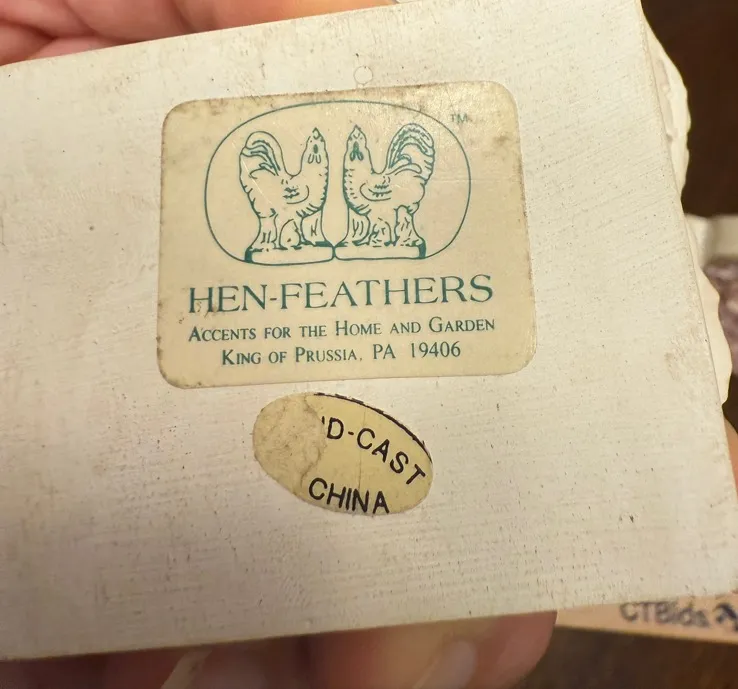 TM
HEN-FEATHERS
ACCENTS FOR THE HOME AND GARDEN
KING OF PRUSSIA, PA 19406
D-CAST
CHINA
CTBids